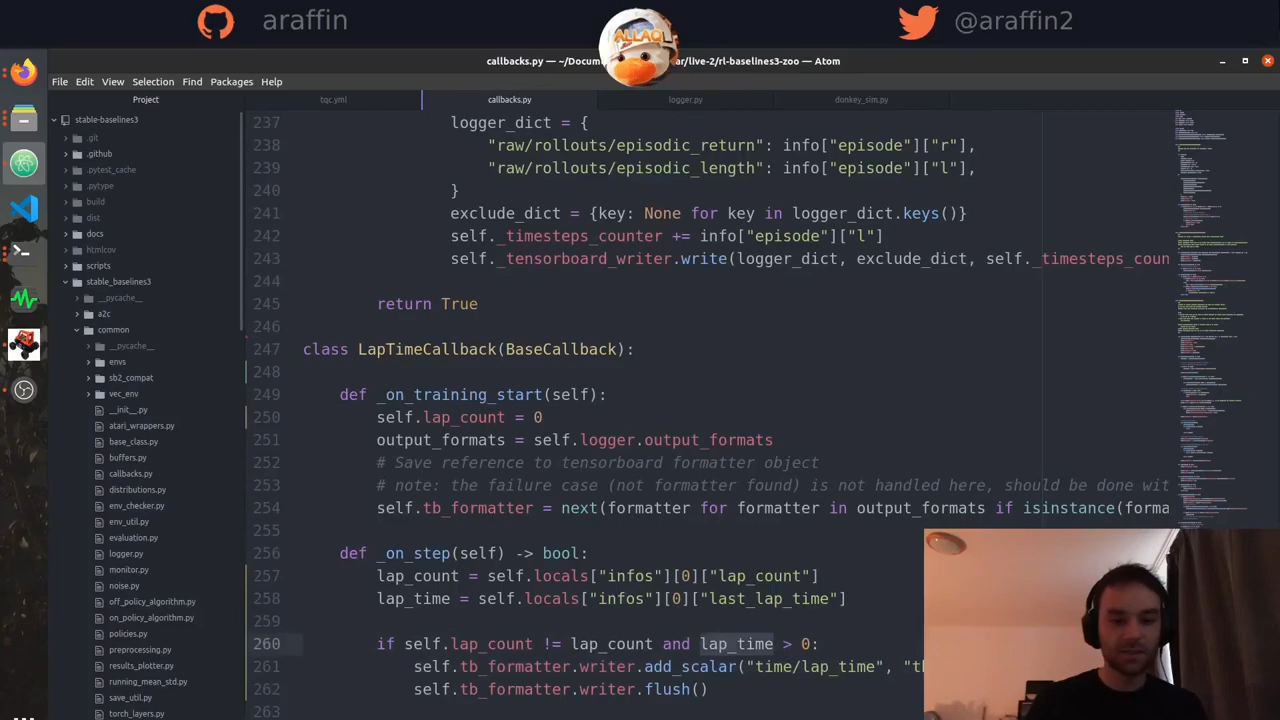 araffin
ALLAQ
@araffin2
callbacks.py — ~/Docum
ar/live-2/rl-baselines3-zoo — Atom
File Edit View Selection Find Packages Help
Project
tqc.yml
callbacks.py
logger.py
donkey_sim.py
stable-baselines3
.git
.github
.pytest_cache
.pytype
build
dist
docs
htmlcov
scripts
stable_baselines3
__pycache__
a2c
common
__pycache__
envs
sb2_compat
vec_env
__init__.py
atari_wrappers.py
base_class.py
buffers.py
callbacks.py
distributions.py
env_checker.py
env_util.py
evaluation.py
logger.py
monitor.py
noise.py
off_policy_algorithm.py
on_policy_algorithm.py
policies.py
preprocessing.py
results_plotter.py
running_mean_std.py
save_util.py
torch_layers.py
237 logger_dict = {
238 "raw/rollouts/episodic_return": info["episode"]["r"],
239 "raw/rollouts/episodic_length": info["episode"]["l"],
240 }
241 exclude_dict = {key: None for key in logger_dict.keys()}
242 self._timesteps_counter += info["episode"]["l"]
243 self._tensorboard_writer.write(logger_dict, exclude_dict, self._timesteps_coun
244
245 return True
246
247 class LapTimeCallback(BaseCallback):
248
249 def _on_training_start(self):
250 self.lap_count = 0
251 output_formats = self.logger.output_formats
252 # Save reference to tensorboard formatter object
253 # note: the failure case (not formatter found) is not handled here, should be done wit
254 self.tb_formatter = next(formatter for formatter in output_formats if isinstance(forma
255
256 def _on_step(self) -> bool:
257 lap_count = self.locals["infos"][0]["lap_count"]
258 lap_time = self.locals["infos"][0]["last_lap_time"]
259
260 if self.lap_count != lap_count and lap_time > 0:
261 self.tb_formatter.writer.add_scalar("time/lap_time", "th
262 self.tb_formatter.writer.flush()
263